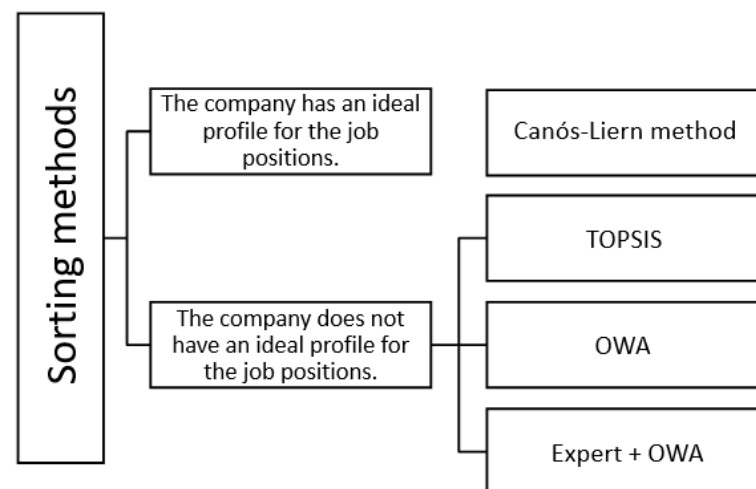 Sorting methods
The company has an ideal
profile for the job
positions.
Canós-Liern method
TOPSIS
The company does not
have an ideal profile for
the job positions.
OWA
Expert + OWA